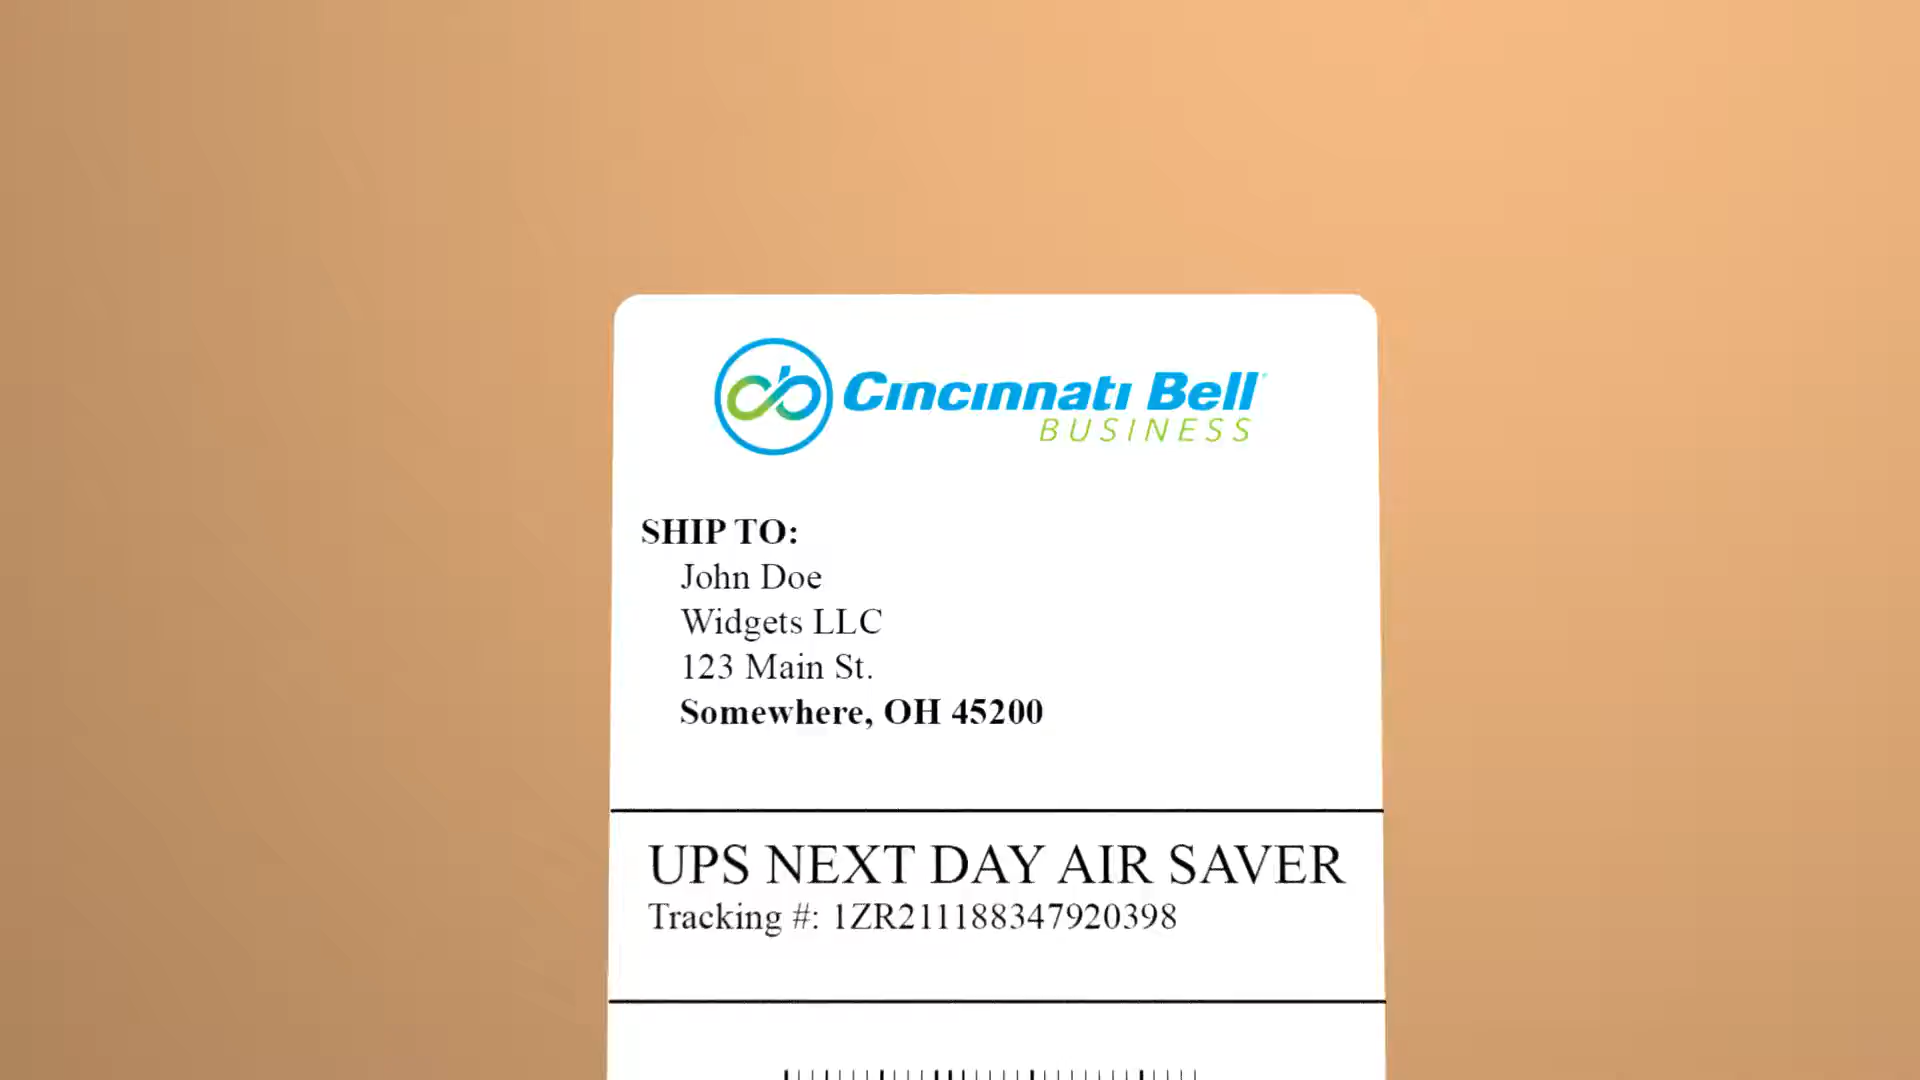 cb Cincinnati Bell
BUSINESS
SHIP TO:
John Doe
Widgets LLC
123 Main St.
Somewhere, OH 45200
UPS NEXT DAY AIR SAVER
Tracking #: 1ZR211188347920398